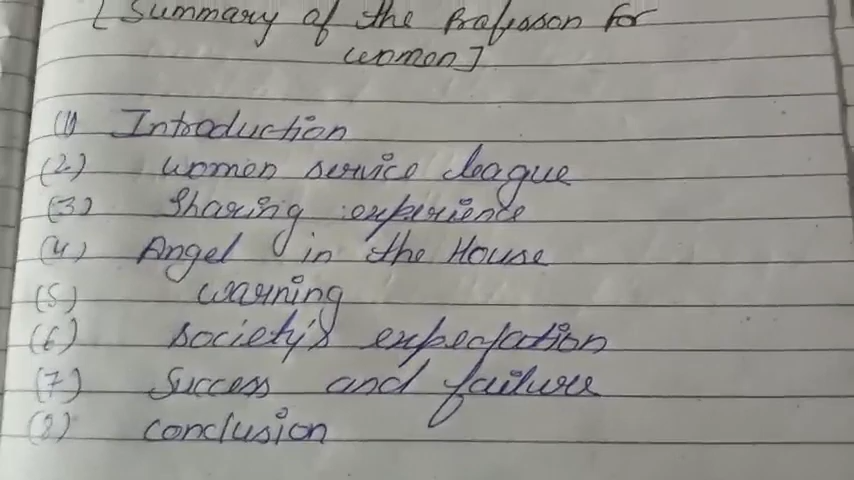 [Summary of the Profession for
women]
(1) Introduction
(2) women service league
(3) Sharing experience
(4) Angel in the House
(5) warning
(6) society's expectation
(7) Success and failure
(8) conclusion